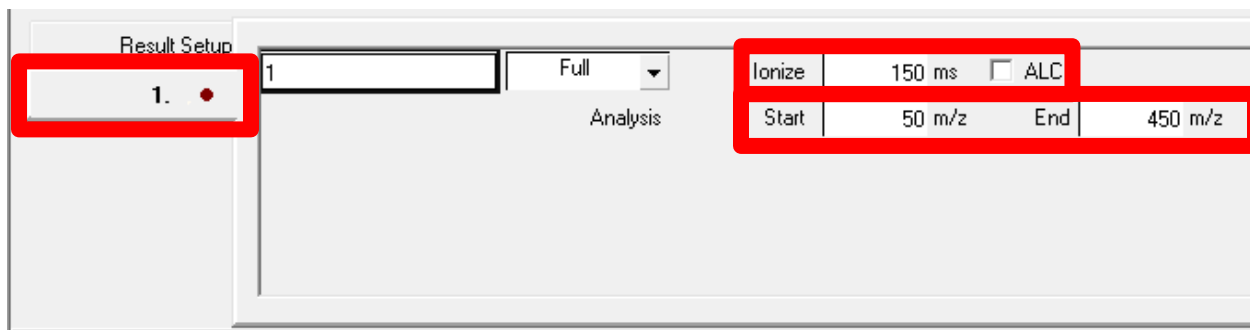 Result Setup
1.
1 Full Ionize 150 ms ALC
Analysis Start 50 m/z End 450 m/z